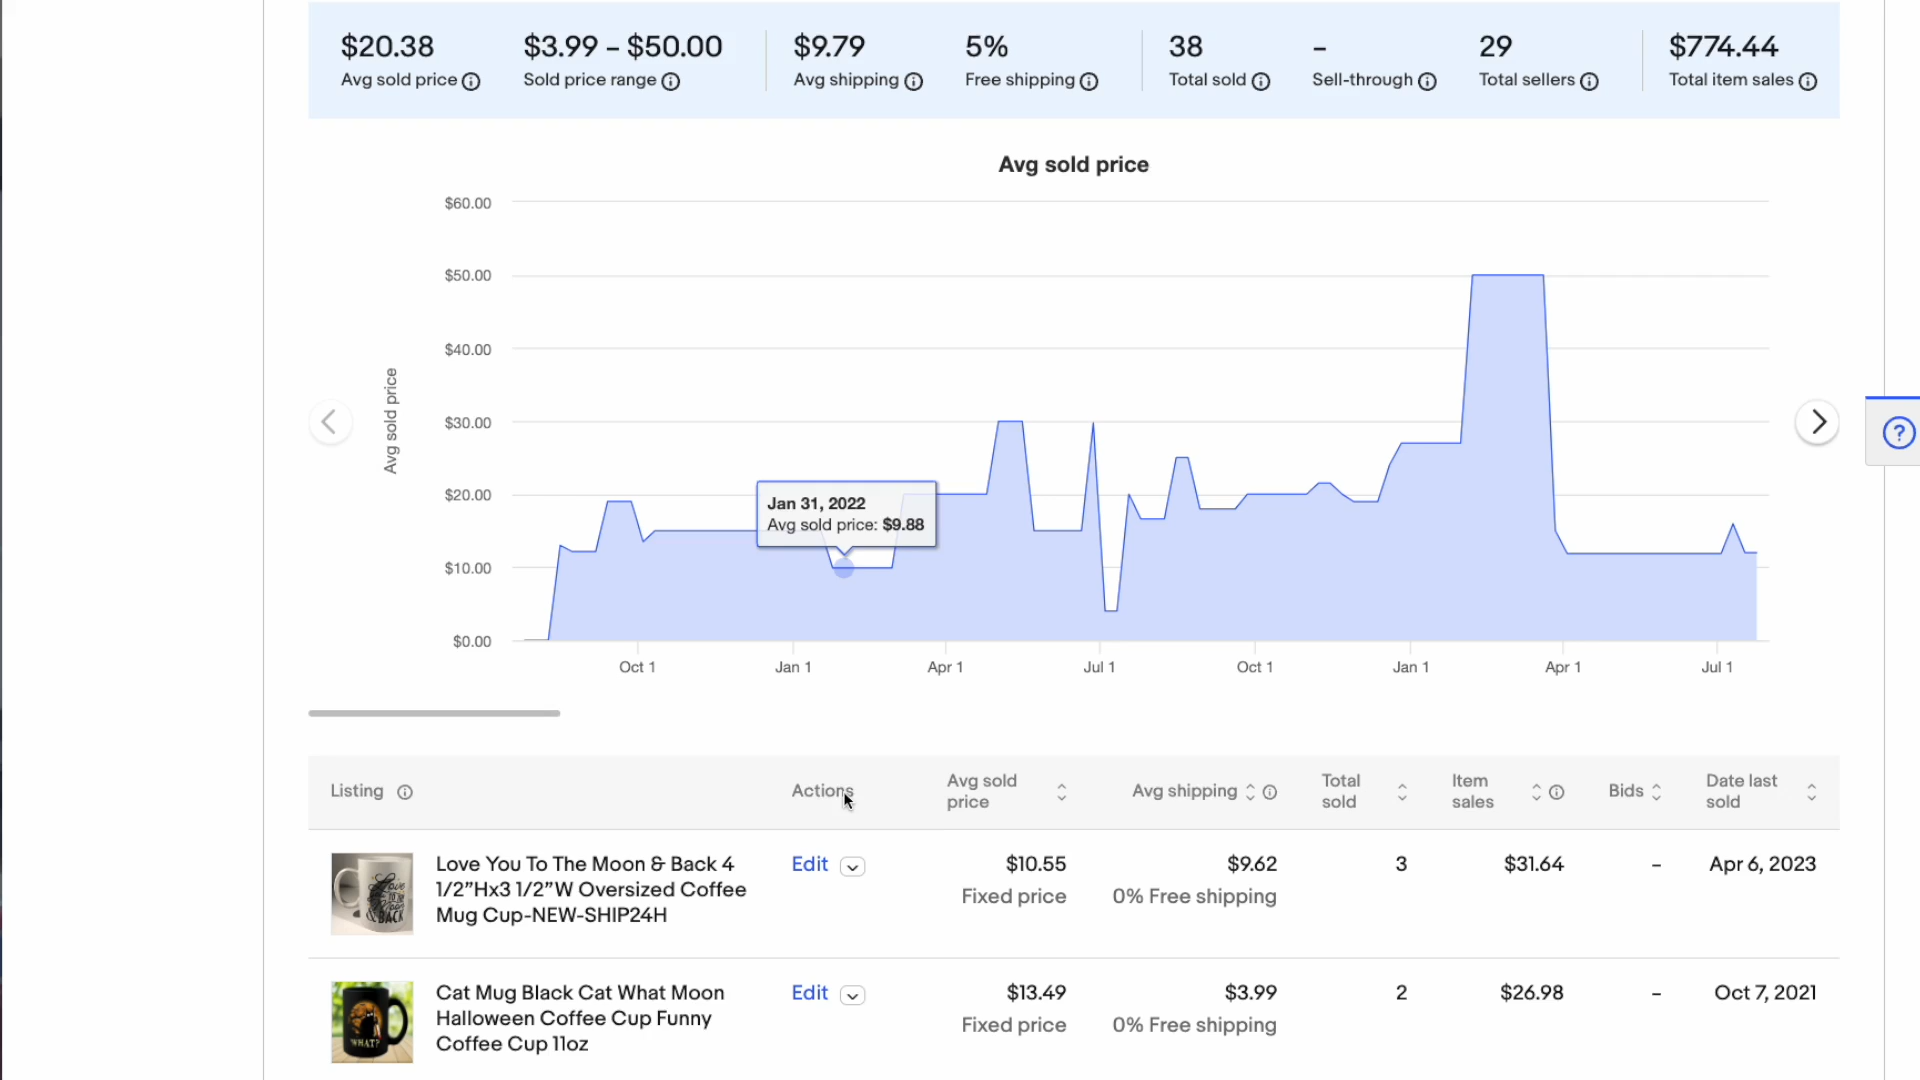 $20.38
Avg sold price
$3.99 – $50.00
Sold price range
$9.79
Avg shipping
5%
Free shipping
38
Total sold
–
Sell-through
29
Total sellers
$774.44
Total item sales
Avg sold price
Avg sold price
$60.00
$50.00
$40.00
$30.00
$20.00
$10.00
$0.00
Jan 31, 2022
Avg sold price: $9.88
Oct 1
Jan 1
Apr 1
Jul 1
Oct 1
Jan 1
Apr 1
Jul 1
?
Listing
Actions
Avg sold
price
Avg shipping
Total
sold
Item
sales
Bids
Date last
sold
Love You To The Moon & Back 4
1/2”Hx3 1/2”W Oversized Coffee
Mug Cup-NEW-SHIP24H
Edit
$10.55
Fixed price
$9.62
0% Free shipping
3
$31.64
–
Apr 6, 2023
Cat Mug Black Cat What Moon
Halloween Coffee Cup Funny
Coffee Cup 11oz
WHAT?
Edit
$13.49
Fixed price
$3.99
0% Free shipping
2
$26.98
–
Oct 7, 2021